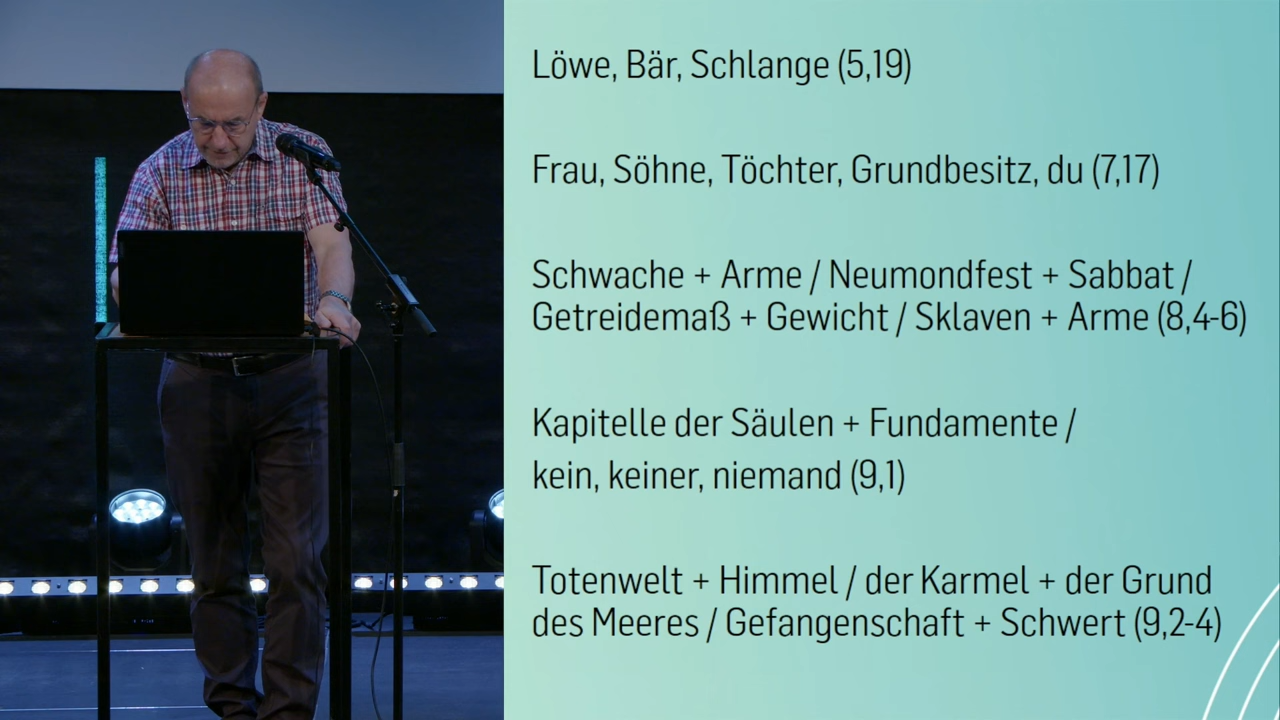 Löwe, Bär, Schlange (5,19)
Frau, Söhne, Töchter, Grundbesitz, du (7,17)
Schwache + Arme / Neumondfest + Sabbat /
Getreidemaß + Gewicht / Sklaven + Arme (8,4-6)
Kapitelle der Säulen + Fundamente /
kein, keiner, niemand (9,1)
Totenwelt + Himmel / der Karmel + der Grund
des Meeres / Gefangenschaft + Schwert (9,2-4)